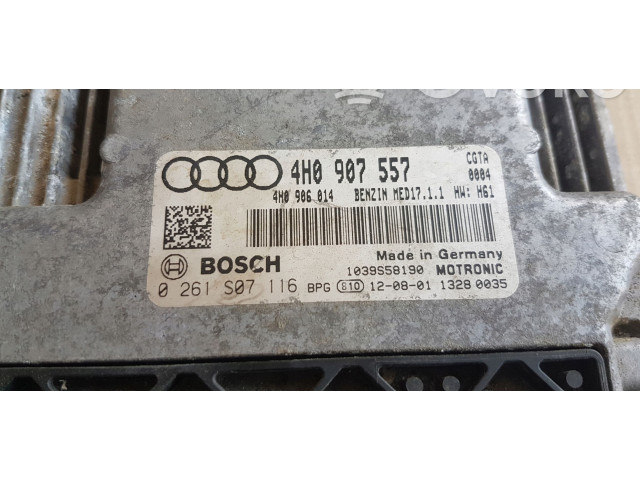 4H0 907 557 CGTA
0004
4H0 906 014 BENZIN MED17.1.1 HW: H61
Made in Germany
BOSCH 1039S58190 MOTRONIC
0 261 S07 116 BPG 810 12-08-01 1328 0035